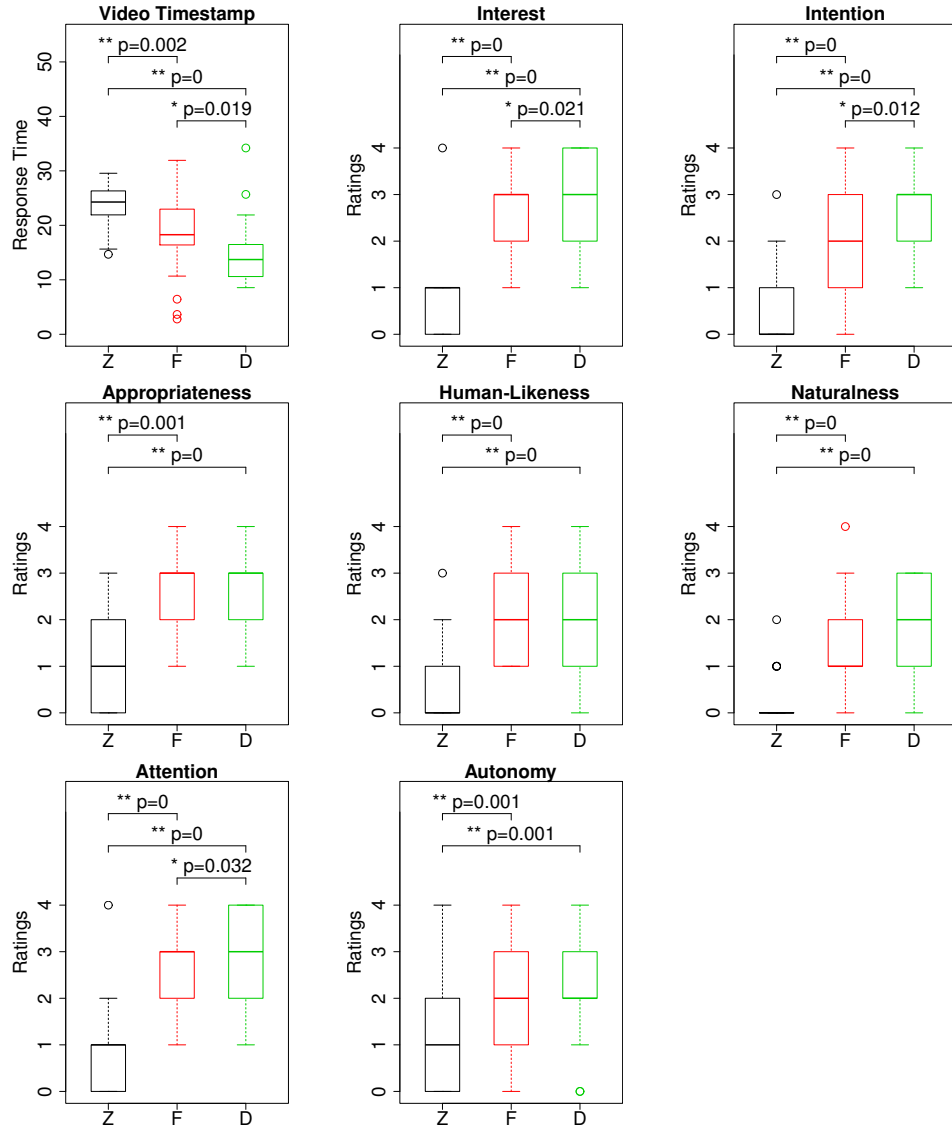 Video Timestamp
** p=0.002
** p=0
* p=0.019
Response Time
0 10 20 30 40 50
Z F D
Interest
** p=0
** p=0
* p=0.021
Ratings
0 1 2 3 4
Z F D
Intention
** p=0
** p=0
* p=0.012
Ratings
0 1 2 3 4
Z F D
Appropriateness
** p=0.001
** p=0
Ratings
0 1 2 3 4
Z F D
Human-Likeness
** p=0
** p=0
Ratings
0 1 2 3 4
Z F D
Naturalness
** p=0
** p=0
Ratings
0 1 2 3 4
Z F D
Attention
** p=0
** p=0
* p=0.032
Ratings
0 1 2 3 4
Z F D
Autonomy
** p=0.001
** p=0.001
Ratings
0 1 2 3 4
Z F D